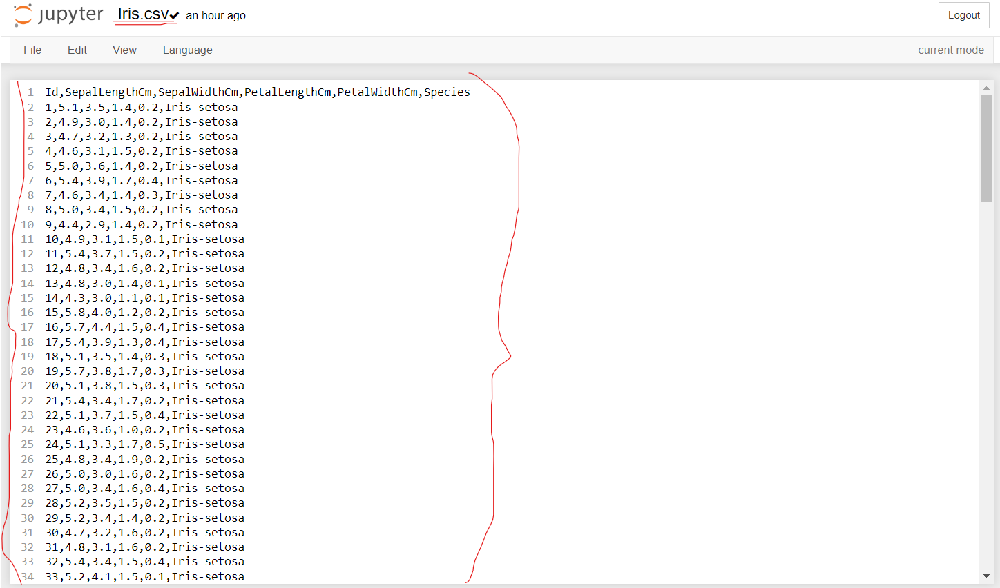 jupyter Iris.csv an hour ago Logout
File Edit View Language current mode
1 Id,SepalLengthCm,SepalWidthCm,PetalLengthCm,PetalWidthCm,Species
2 1,5.1,3.5,1.4,0.2,Iris-setosa
3 2,4.9,3.0,1.4,0.2,Iris-setosa
4 3,4.7,3.2,1.3,0.2,Iris-setosa
5 4,4.6,3.1,1.5,0.2,Iris-setosa
6 5,5.0,3.6,1.4,0.2,Iris-setosa
7 6,5.4,3.9,1.7,0.4,Iris-setosa
8 7,4.6,3.4,1.4,0.3,Iris-setosa
9 8,5.0,3.4,1.5,0.2,Iris-setosa
10 9,4.4,2.9,1.4,0.2,Iris-setosa
11 10,4.9,3.1,1.5,0.1,Iris-setosa
12 11,5.4,3.7,1.5,0.2,Iris-setosa
13 12,4.8,3.4,1.6,0.2,Iris-setosa
14 13,4.8,3.0,1.4,0.1,Iris-setosa
15 14,4.3,3.0,1.1,0.1,Iris-setosa
16 15,5.8,4.0,1.2,0.2,Iris-setosa
17 16,5.7,4.4,1.5,0.4,Iris-setosa
18 17,5.4,3.9,1.3,0.4,Iris-setosa
19 18,5.1,3.5,1.4,0.3,Iris-setosa
20 19,5.7,3.8,1.7,0.3,Iris-setosa
21 20,5.1,3.8,1.5,0.3,Iris-setosa
22 21,5.4,3.4,1.7,0.2,Iris-setosa
23 22,5.1,3.7,1.5,0.4,Iris-setosa
24 23,4.6,3.6,1.0,0.2,Iris-setosa
25 24,5.1,3.3,1.7,0.5,Iris-setosa
26 25,4.8,3.4,1.9,0.2,Iris-setosa
27 26,5.0,3.0,1.6,0.2,Iris-setosa
28 27,5.0,3.4,1.6,0.4,Iris-setosa
29 28,5.2,3.5,1.5,0.2,Iris-setosa
30 29,5.2,3.4,1.4,0.2,Iris-setosa
31 30,4.7,3.2,1.6,0.2,Iris-setosa
32 31,4.8,3.1,1.6,0.2,Iris-setosa
33 32,5.4,3.4,1.5,0.4,Iris-setosa
34 33,5.2,4.1,1.5,0.1,Iris-setosa